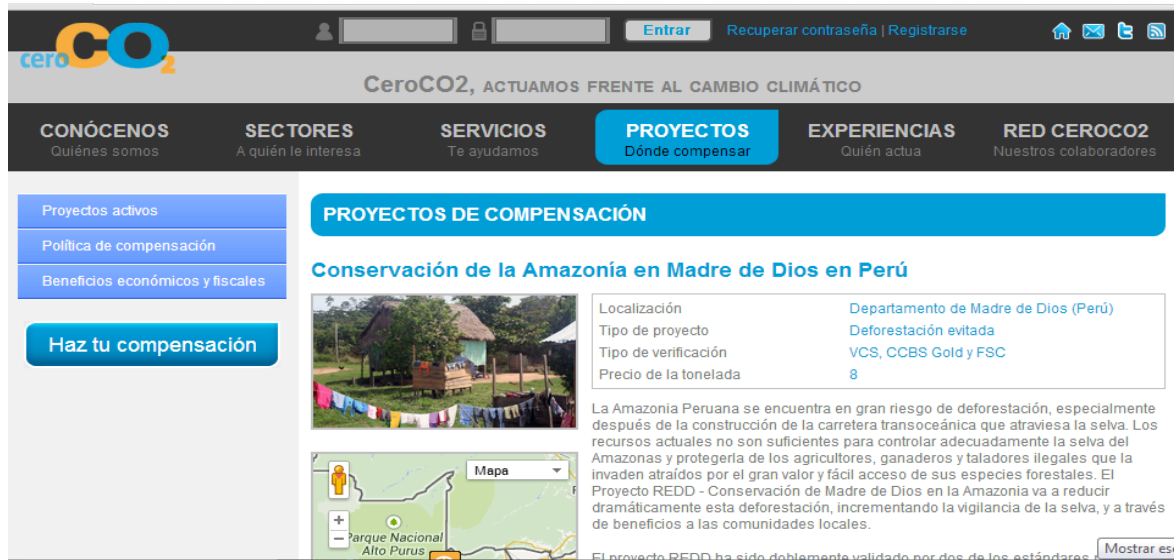 ceroCO2
Entrar
Recuperar contraseña | Registrarse
CeroCO2, ACTUAMOS FRENTE AL CAMBIO CLIMÁTICO
CONÓCENOS
Quiénes somos
SECTORES
A quién le interesa
SERVICIOS
Te ayudamos
PROYECTOS
Dónde compensar
EXPERIENCIAS
Quién actua
RED CEROCO2
Nuestros colaboradores
Proyectos activos
Política de compensación
Beneficios económicos y fiscales
Haz tu compensación
PROYECTOS DE COMPENSACIÓN
Conservación de la Amazonía en Madre de Dios en Perú
Localización Departamento de Madre de Dios (Perú)
Tipo de proyecto Deforestación evitada
Tipo de verificación VCS, CCBS Gold y FSC
Precio de la tonelada 8
La Amazonia Peruana se encuentra en gran riesgo de deforestación, especialmente
después de la construcción de la carretera transoceánica que atraviesa la selva. Los
recursos actuales no son suficientes para controlar adecuadamente la selva del
Amazonas y protegerla de los agricultores, ganaderos y taladores ilegales que la
invaden atraídos por el gran valor y fácil acceso de sus especies forestales. El
Proyecto REDD - Conservación de Madre de Dios en la Amazonia va a reducir
dramáticamente esta deforestación, incrementando la vigilancia de la selva, y a través
de beneficios a las comunidades locales.
El proyecto REDD ha sido doblemente validado por dos de los estándares
Mostrar es
Mapa
Parque Nacional
Alto Purus